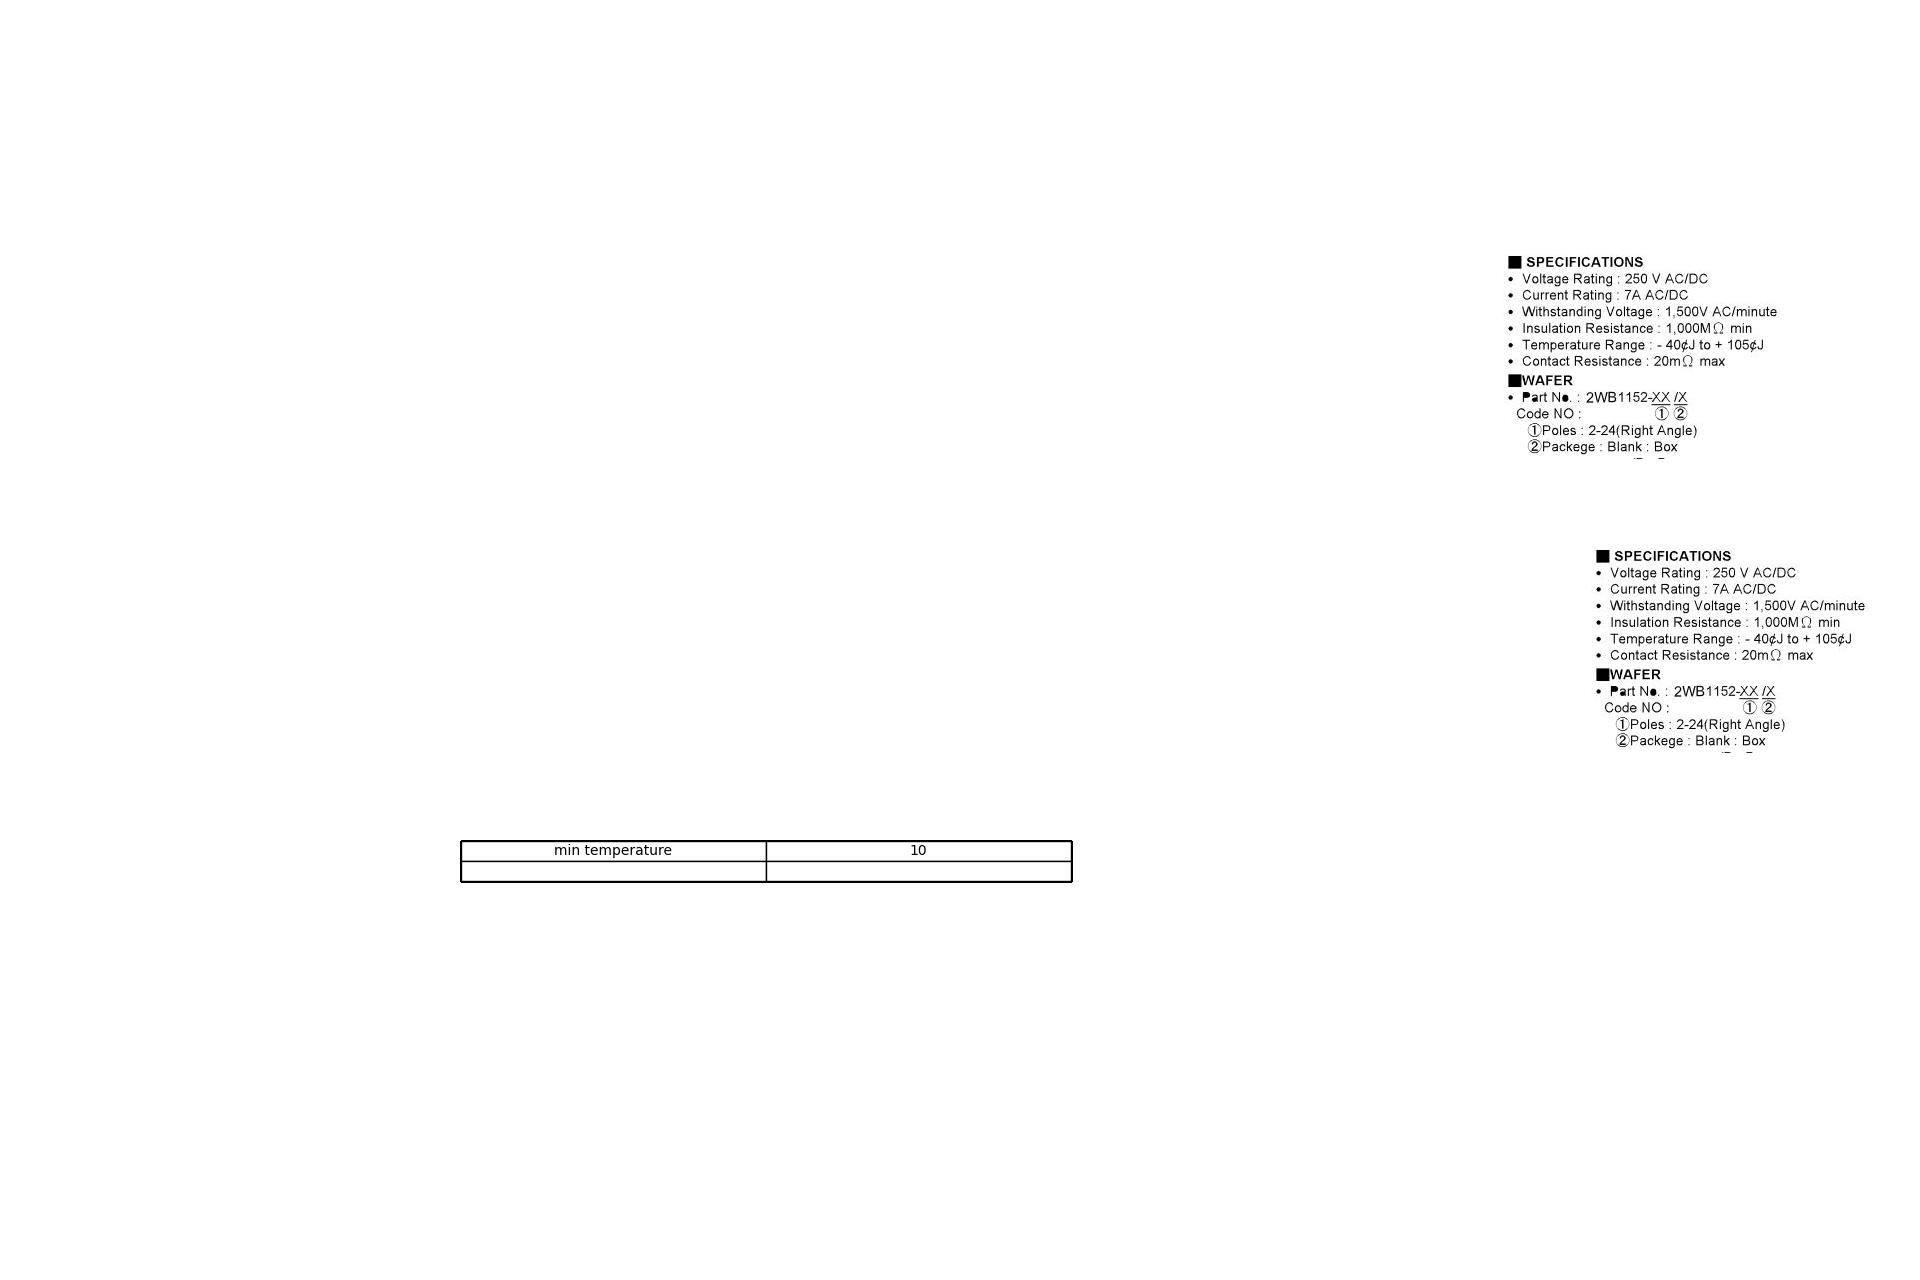 ■ SPECIFICATIONS
• Voltage Rating : 250 V AC/DC
• Current Rating : 7A AC/DC
• Withstanding Voltage : 1,500V AC/minute
• Insulation Resistance : 1,000MΩ min
• Temperature Range : - 40¢J to + 105¢J
• Contact Resistance : 20mΩ max
■WAFER
• Part No. : 2WB1152-XX /X
Code NO : ① ②
①Poles : 2-24(Right Angle)
②Packege : Blank : Box
■ SPECIFICATIONS
• Voltage Rating : 250 V AC/DC
• Current Rating : 7A AC/DC
• Withstanding Voltage : 1,500V AC/minute
• Insulation Resistance : 1,000MΩ min
• Temperature Range : - 40¢J to + 105¢J
• Contact Resistance : 20mΩ max
■WAFER
• Part No. : 2WB1152-XX /X
Code NO : ① ②
①Poles : 2-24(Right Angle)
②Packege : Blank : Box
min temperature 10